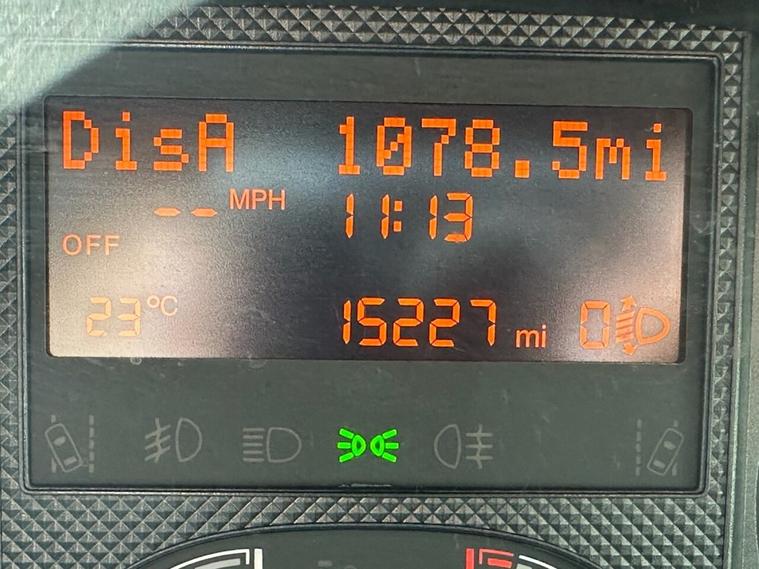 DisA 1078.5mi
-- MPH 11:13
OFF
23°C 15227 mi 0